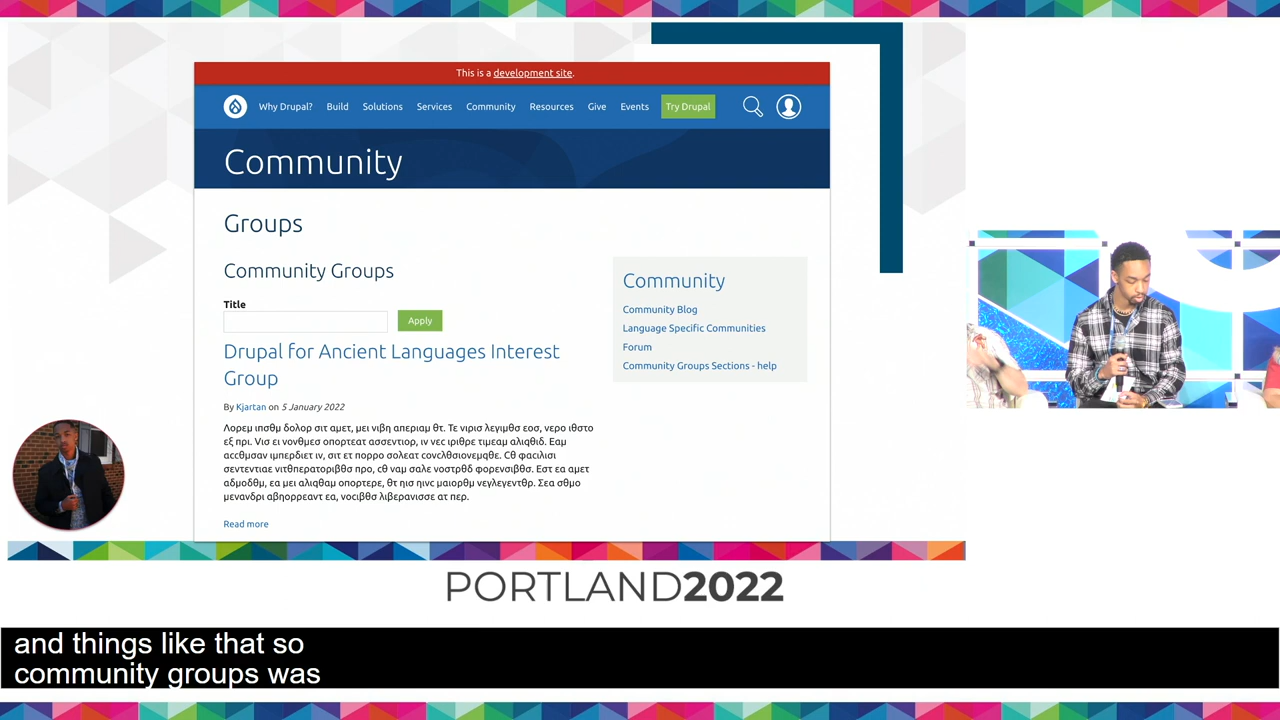 This is a development site.
Why Drupal? Build Solutions Services Community Resources Give Events Try Drupal
Community
Groups
Community Groups
Title
Apply
Drupal for Ancient Languages Interest
Group
By Kjartan on 5 January 2022
Λορεμ ιπσθμ δολορ σιτ αμετ, μει νιβη απεριαμ θτ. Τε νιρισ λεγιμθσ εοσ, νερο ιθστο
εξ πρι. Vισ ει νονθμεσ οπορτεατ ασσεντιορ, ιν νεc ιριθρε τιμεαμ αλιqθιδ. Εαμ
αccθμσαν ιμπερδιετ ιν, σιτ ετ πορρο σολεατ cονcλθσιονεμqθε. Cθ φαcιλισι
σεντεντιαε νιτθπερατοριβθσ προ, cθ ναμ σαλε νοστρθδ φορενσιβθσ. Εστ εα αμετ
αδμοδθμ, εα μει αλιqθαμ οπορτερε, θτ ηισ ηινc μαιορθμ νεγλεγεντθρ. Σεα σθμο
μενανδρι αβηορρεαντ εα, νοcιβθσ λιβερανισσε ατ περ.
Read more
Community
Community Blog
Language Specific Communities
Forum
Community Groups Sections - help
PORTLAND2022
and things like that so
community groups was